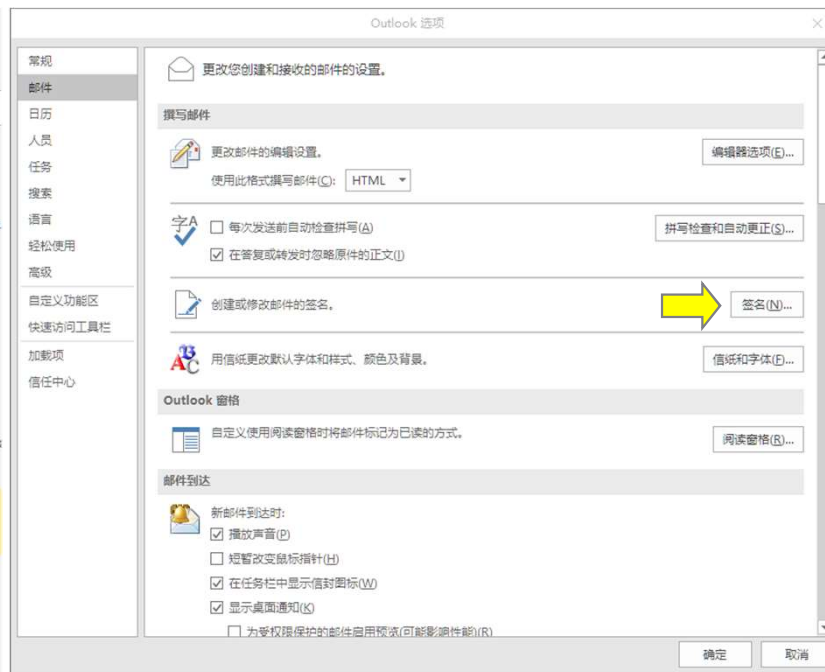 Outlook 选项
常规
邮件
日历
人员
任务
搜索
语言
轻松使用
高级
自定义功能区
快速访问工具栏
加载项
信任中心
更改您创建和接收的邮件的设置。
撰写邮件
更改邮件的编辑设置。
编辑器选项(E)...
使用此格式撰写邮件(C): HTML
字A
每次发送前自动检查拼写(A)
拼写检查和自动更正(S)...
在答复或转发时忽略原件的正文(I)
创建或修改邮件的签名。
签名(N)...
用信纸更改默认字体和样式、颜色及背景。
信纸和字体(F)...
Outlook 窗格
自定义使用阅读窗格时将邮件标记为已读的方式。
阅读窗格(R)...
邮件到达
新邮件到达时:
播放声音(P)
短暂改变鼠标指针(H)
在任务栏中显示信封图标(W)
显示桌面通知(K)
为受权限保护的邮件启用预览(可能影响性能)(R)
确定
取消